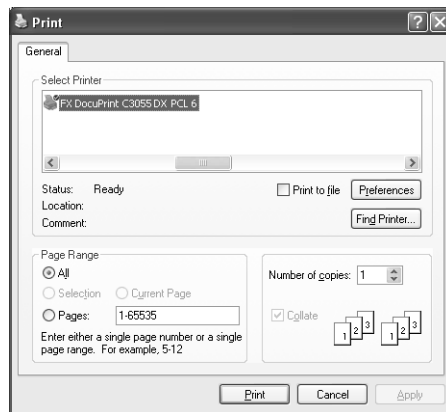 Print
General
Select Printer
FX DocuPrint C3055 DX PCL 6
Status: Ready
Location:
Comment:
Print to file
Preferences
Find Printer...
Page Range
All
Selection
Current Page
Pages: 1-65535
Enter either a single page number or a single
page range. For example, 5-12
Number of copies: 1
Collate
1 2 3 1 2 3
Print Cancel Apply